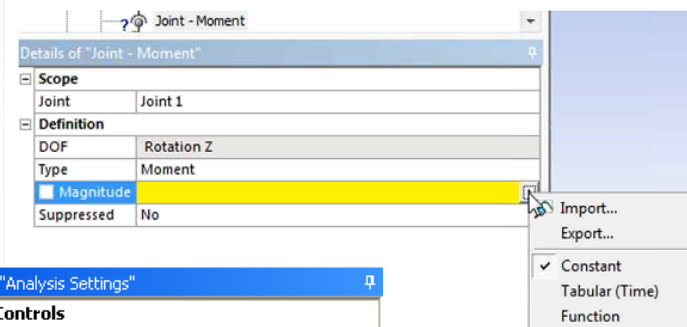 ? Joint - Moment
Details of "Joint - Moment"
Scope
Joint Joint 1
Definition
DOF Rotation Z
Type Moment
Magnitude
Suppressed No
Import...
Export...
Constant
Tabular (Time)
Function
"Analysis Settings"
Controls